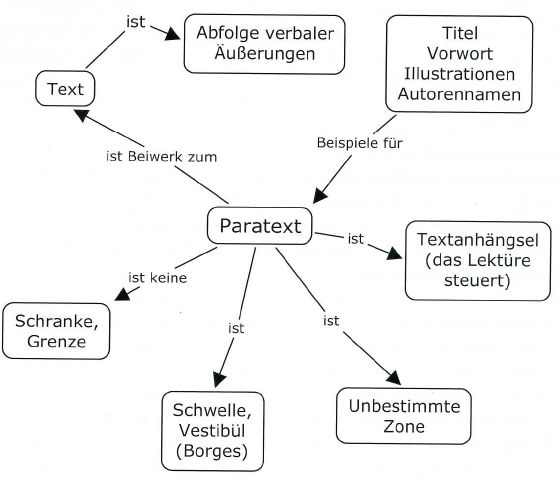 ist
Abfolge verbaler
Äußerungen
Titel
Vorwort
Illustrationen
Autorennamen
Text
ist Beiwerk zum
Beispiele für
Paratext
ist
Textanhängsel
(das Lektüre
steuert)
ist keine
Schranke,
Grenze
ist
Schwelle,
Vestibül
(Borges)
ist
Unbestimmte
Zone